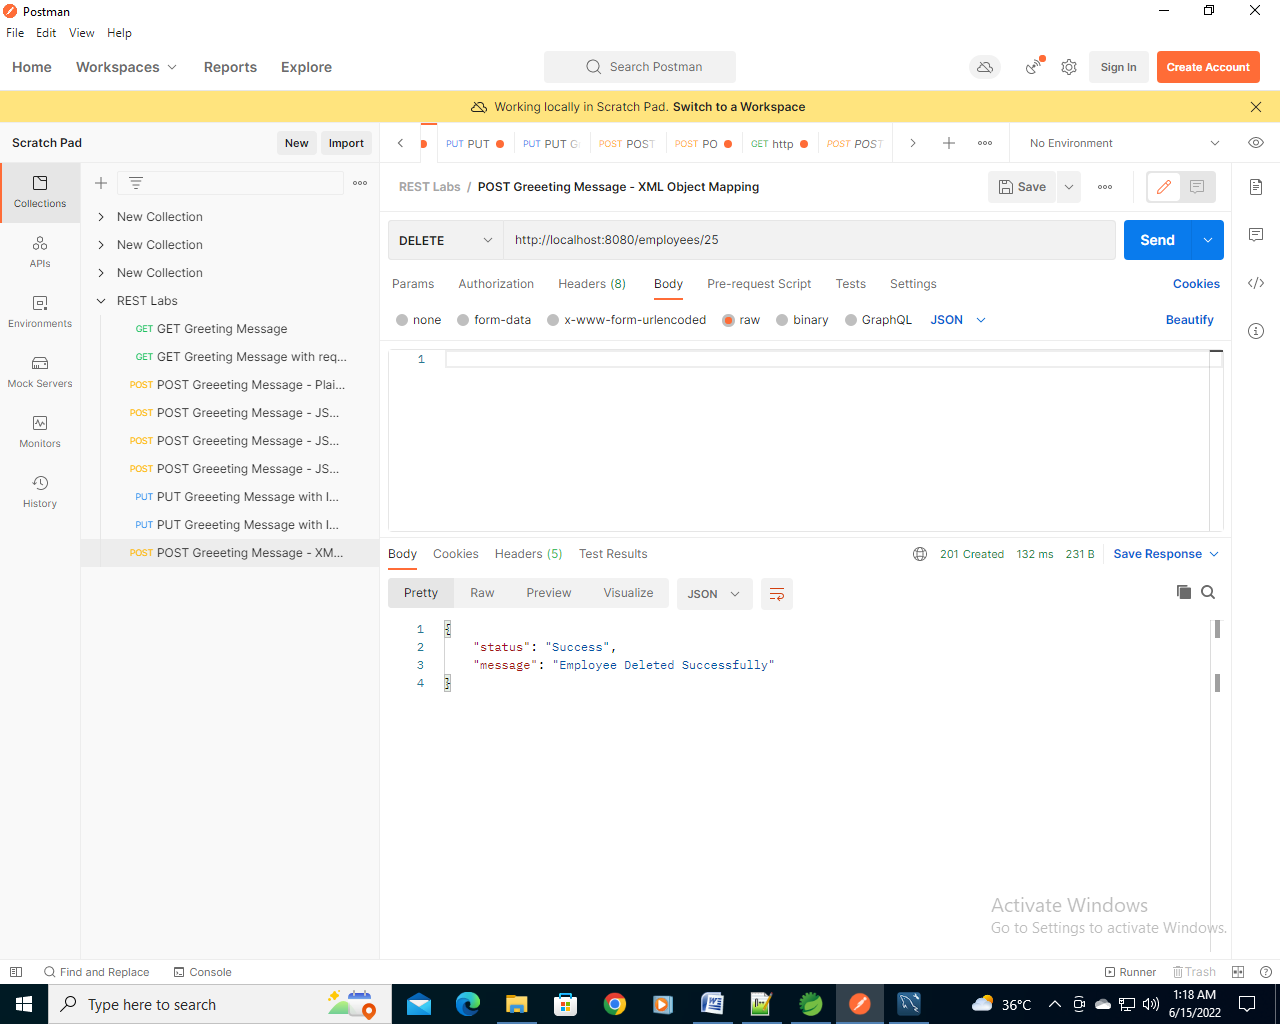 Postman
File Edit View Help
Home Workspaces Reports Explore Search Postman Sign In Create Account
Working locally in Scratch Pad. Switch to a Workspace
Scratch Pad New Import PUT PUT PUT PUT G POST POST POST PO GET http POST POST No Environment
REST Labs / POST Greeeting Message - XML Object Mapping Save
Collections
APIs
Environments
Mock Servers
Monitors
History
New Collection
New Collection
New Collection
REST Labs
GET GET Greeting Message
GET GET Greeting Message with req...
POST POST Greeeting Message - Plai...
POST POST Greeeting Message - JS...
POST POST Greeeting Message - JS...
POST POST Greeeting Message - JS...
PUT PUT Greeeting Message with I...
PUT PUT Greeeting Message with I...
POST POST Greeeting Message - XM...
DELETE http://localhost:8080/employees/25 Send
Params Authorization Headers (8) Body Pre-request Script Tests Settings Cookies
none form-data x-www-form-urlencoded raw binary GraphQL JSON Beautify
1
Body Cookies Headers (5) Test Results 201 Created 132 ms 231 B Save Response
Pretty Raw Preview Visualize JSON
1 {
2 "status": "Success",
3 "message": "Employee Deleted Successfully"
4 }
Activate Windows
Go to Settings to activate Windows.
Find and Replace Console Runner Trash
Type here to search 36°C 1:18 AM
6/15/2022